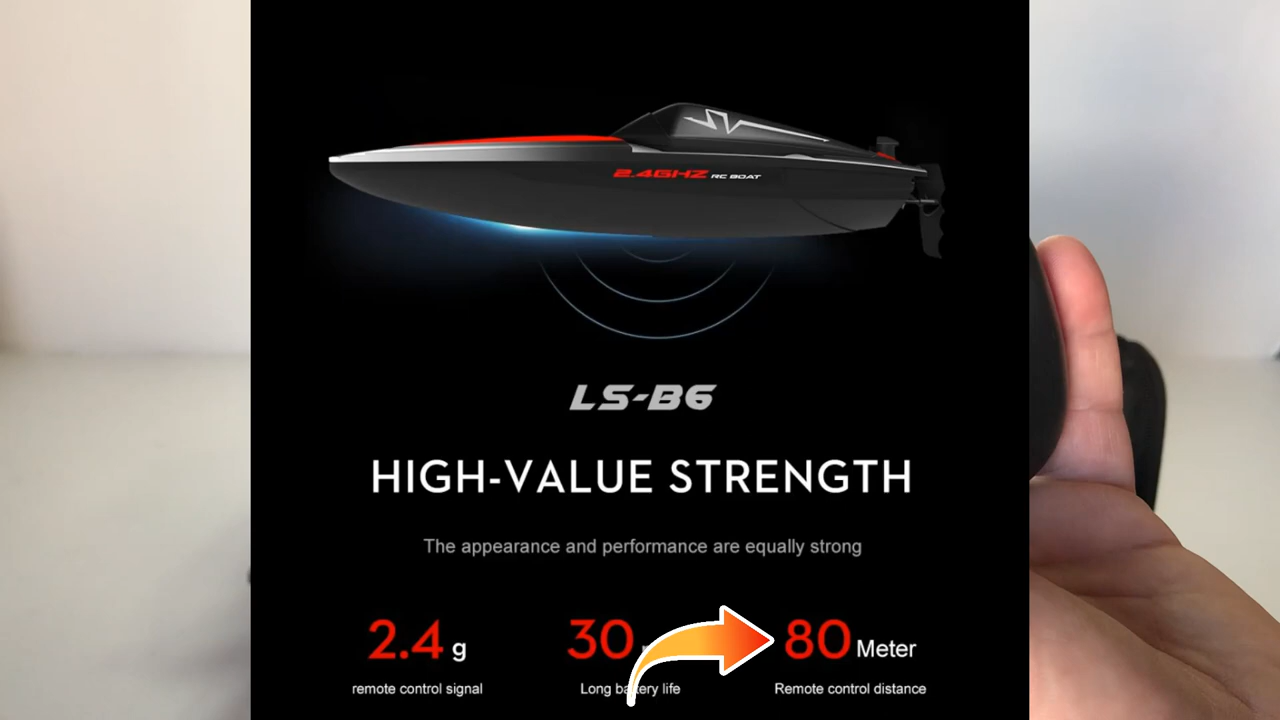 2.4GHZ RC BOAT
LS-B6
HIGH-VALUE STRENGTH
The appearance and performance are equally strong
2.4 g
30
80 Meter
remote control signal
Long battery life
Remote control distance